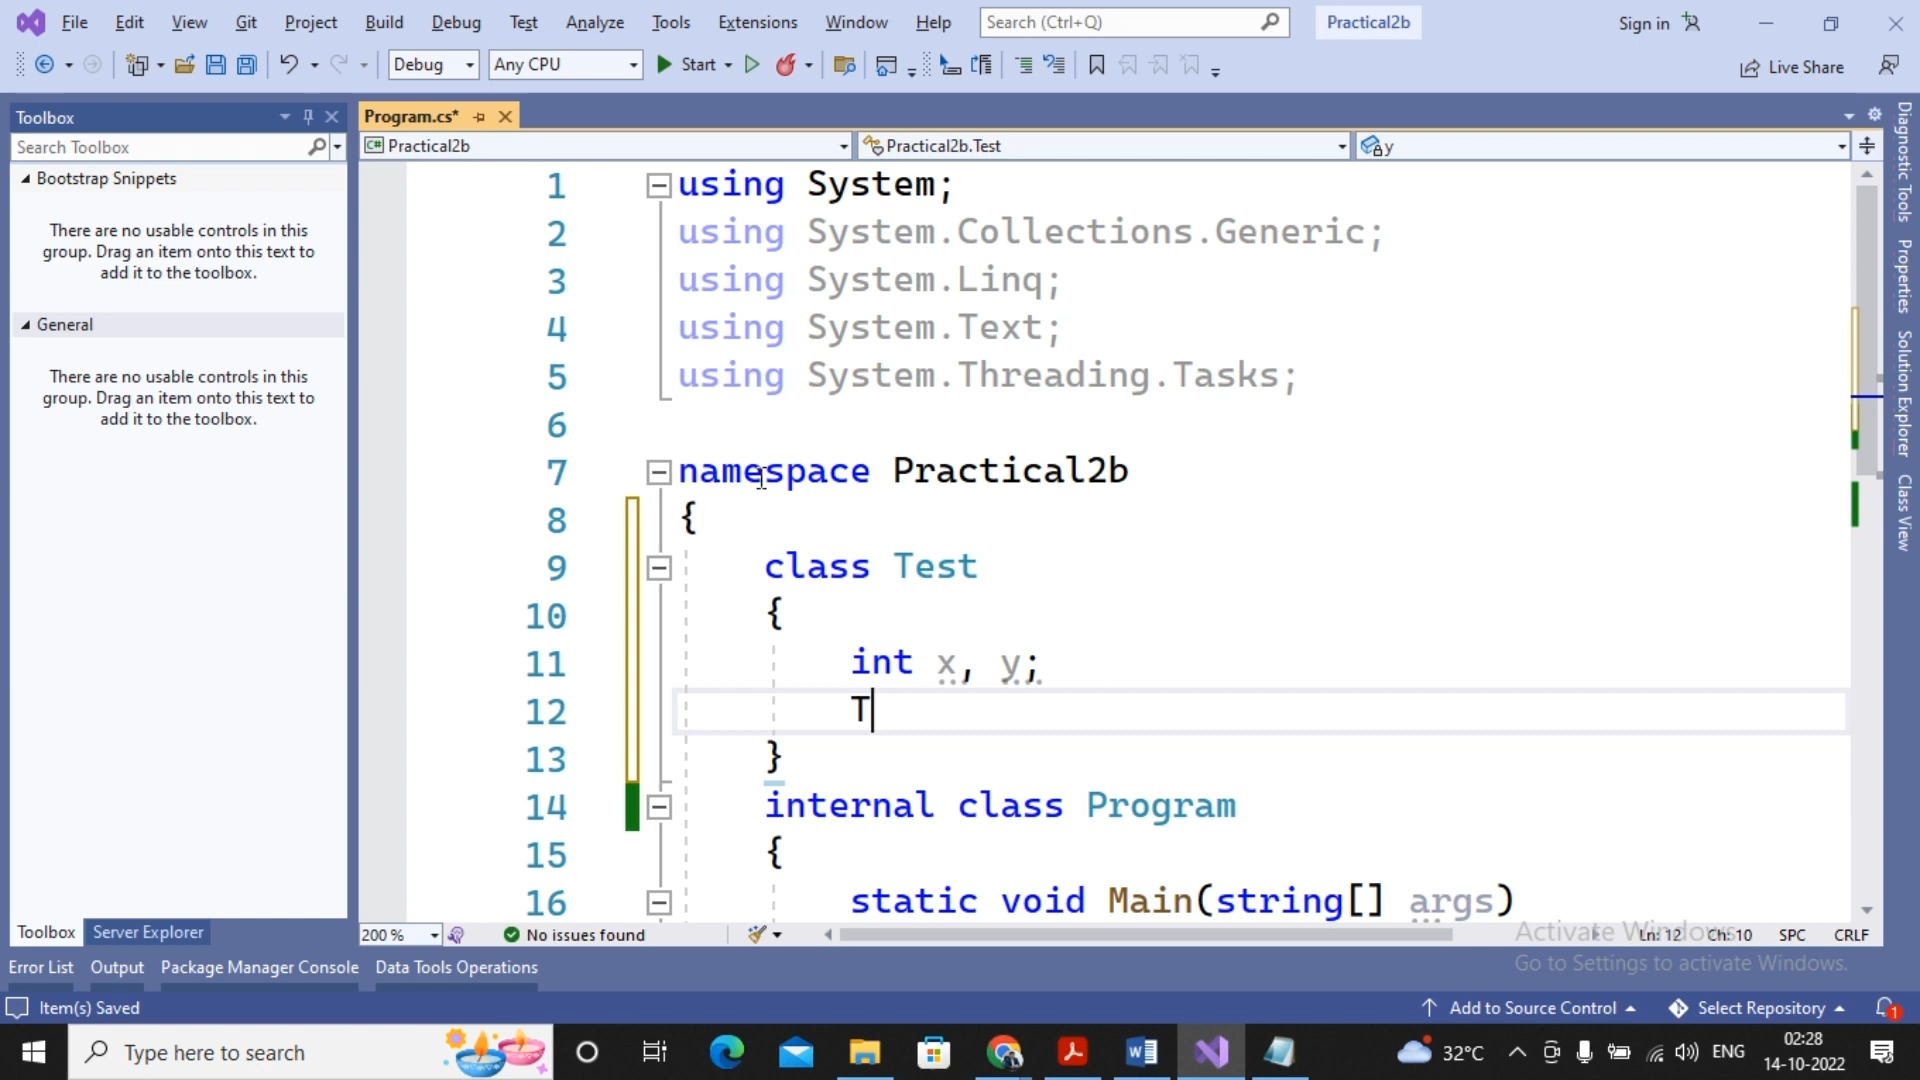 File Edit View Git Project Build Debug Test Analyze Tools Extensions Window Help Search (Ctrl+Q) Practical2b Sign in
Debug Any CPU Start Live Share
Toolbox
Search Toolbox
Bootstrap Snippets
There are no usable controls in this
group. Drag an item onto this text to
add it to the toolbox.
General
There are no usable controls in this
group. Drag an item onto this text to
add it to the toolbox.
Toolbox Server Explorer
Program.cs*
C# Practical2b Practical2b.Test y
1 using System;
2 using System.Collections.Generic;
3 using System.Linq;
4 using System.Text;
5 using System.Threading.Tasks;
6
7 namespace Practical2b
8 {
9 class Test
10 {
11 int x, y;
12 T
13 }
14 internal class Program
15 {
16 static void Main(string[] args)
200 % No issues found Ln: 12 Ch: 10 SPC CRLF
Diagnostic Tools
Properties
Solution Explorer
Class View
Activate Windows
Go to Settings to activate Windows.
Error List Output Package Manager Console Data Tools Operations
Item(s) Saved Add to Source Control Select Repository 1
Type here to search 32°C ENG 02:28
14-10-2022